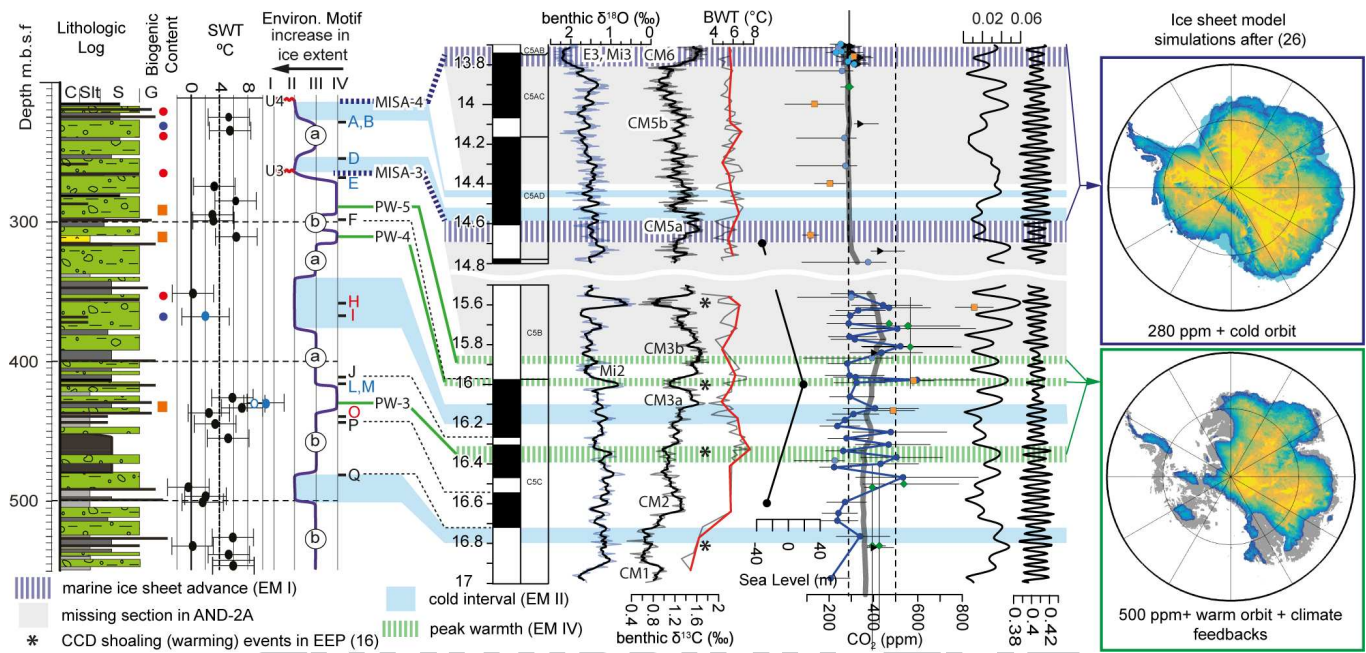 Lithologic
Log
Biogenic
Content
SWT
ºC
Environ. Motif
increase in
ice extent
benthic δ18O (‰)
BWT (°C)
0.02 0.06
Ice sheet model
simulations after (26)
Depth m.b.s.f
C Slt S G
0 4 8
I II III IV
2 1 0
4 8
U4
MISA-4
A,B
a
D
U3
MISA-3
E
PW-5
b
F
PW-4
a
H
I
a
J
L,M
PW-3
O
P
b
Q
b
300
400
500
13.8
14
14.2
14.4
14.6
14.8
15.6
15.8
16
16.2
16.4
16.6
16.8
17
C5AB
C5AC
C5AD
C5B
C5C
E3, Mi3
CM6
CM5b
CM5a
CM3b
Mi2
CM3a
CM2
CM1
*
*
*
*
40 0 40
Sea Level (m)
0.4 0.8 1.2 1.6 2
benthic δ13C (‰)
200 400 600 800
CO2 (ppm)
0.38 0.4 0.42
280 ppm + cold orbit
500 ppm+ warm orbit + climate
feedbacks
marine ice sheet advance (EM I)
missing section in AND-2A
* CCD shoaling (warming) events in EEP (16)
cold interval (EM II)
peak warmth (EM IV)